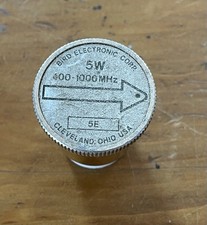 BIRD ELECTRONIC CORP.
5W
400-1000MHz
5E
CLEVELAND, OHIO USA